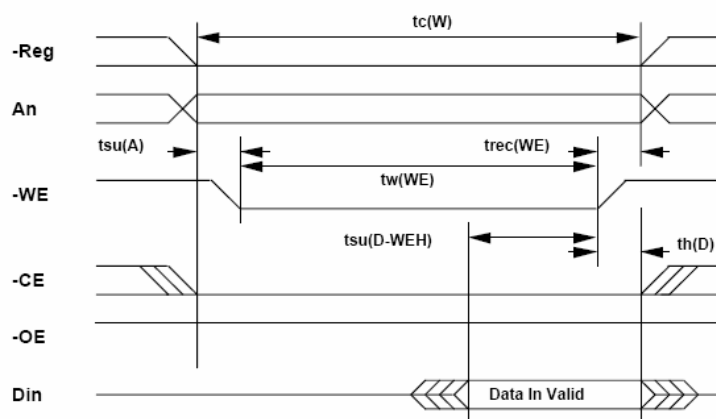 tc(W)
-Reg
An
tsu(A)
trec(WE)
tw(WE)
-WE
tsu(D-WEH)
th(D)
-CE
-OE
Din
Data In Valid